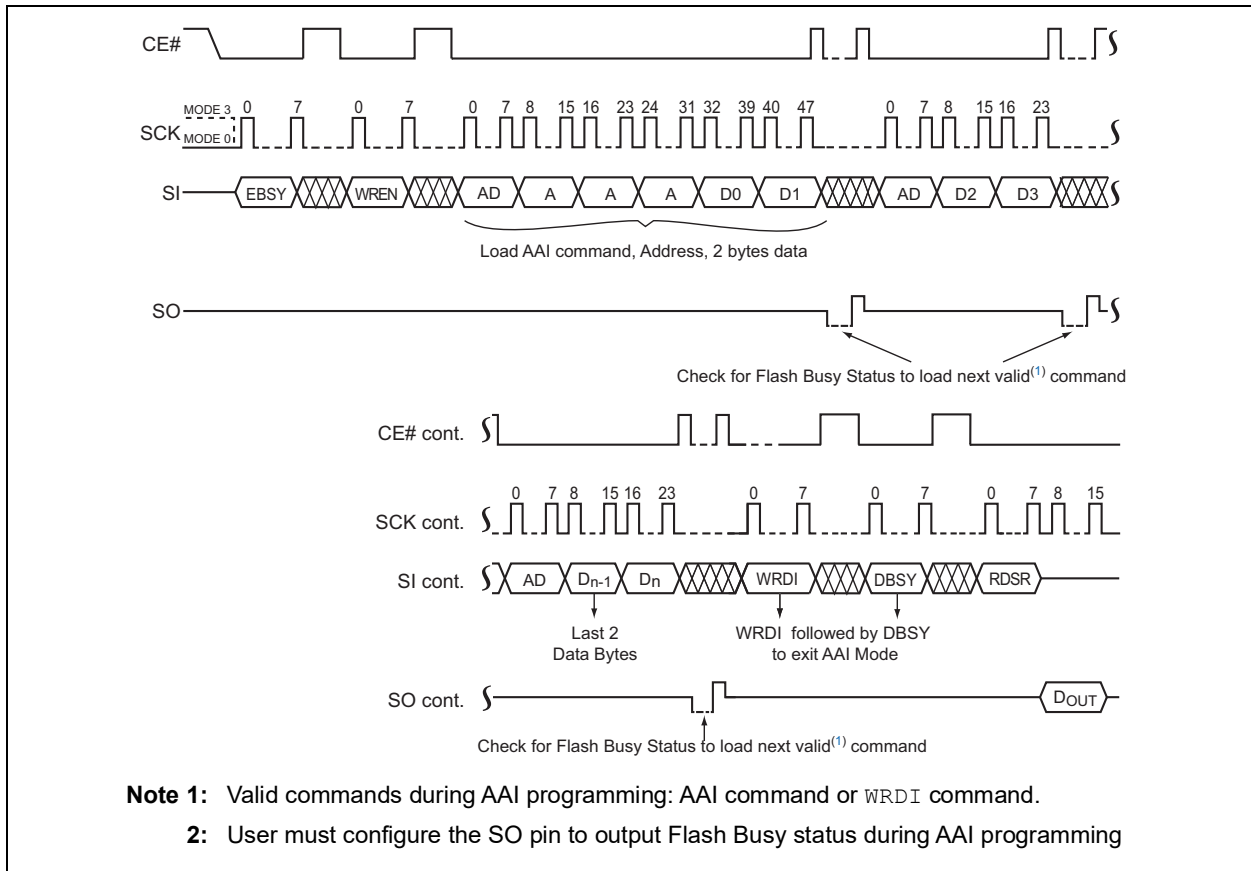 CE#
MODE 3
SCK MODE 0
0 7 0 7 0 7 8 15 16 23 24 31 32 39 40 47 0 7 8 15 16 23
SI
EBSY WREN AD A A A D0 D1 AD D2 D3
Load AAI command, Address, 2 bytes data
SO
Check for Flash Busy Status to load next valid(1) command
CE# cont.
0 7 8 15 16 23 0 7 0 7 0 7 8 15
SCK cont.
SI cont.
AD Dn-1 Dn WRDI DBSY RDSR
Last 2
Data Bytes
WRDI followed by DBSY
to exit AAI Mode
SO cont.
DOUT
Check for Flash Busy Status to load next valid(1) command
Note 1: Valid commands during AAI programming: AAI command or WRDI command.
2: User must configure the SO pin to output Flash Busy status during AAI programming